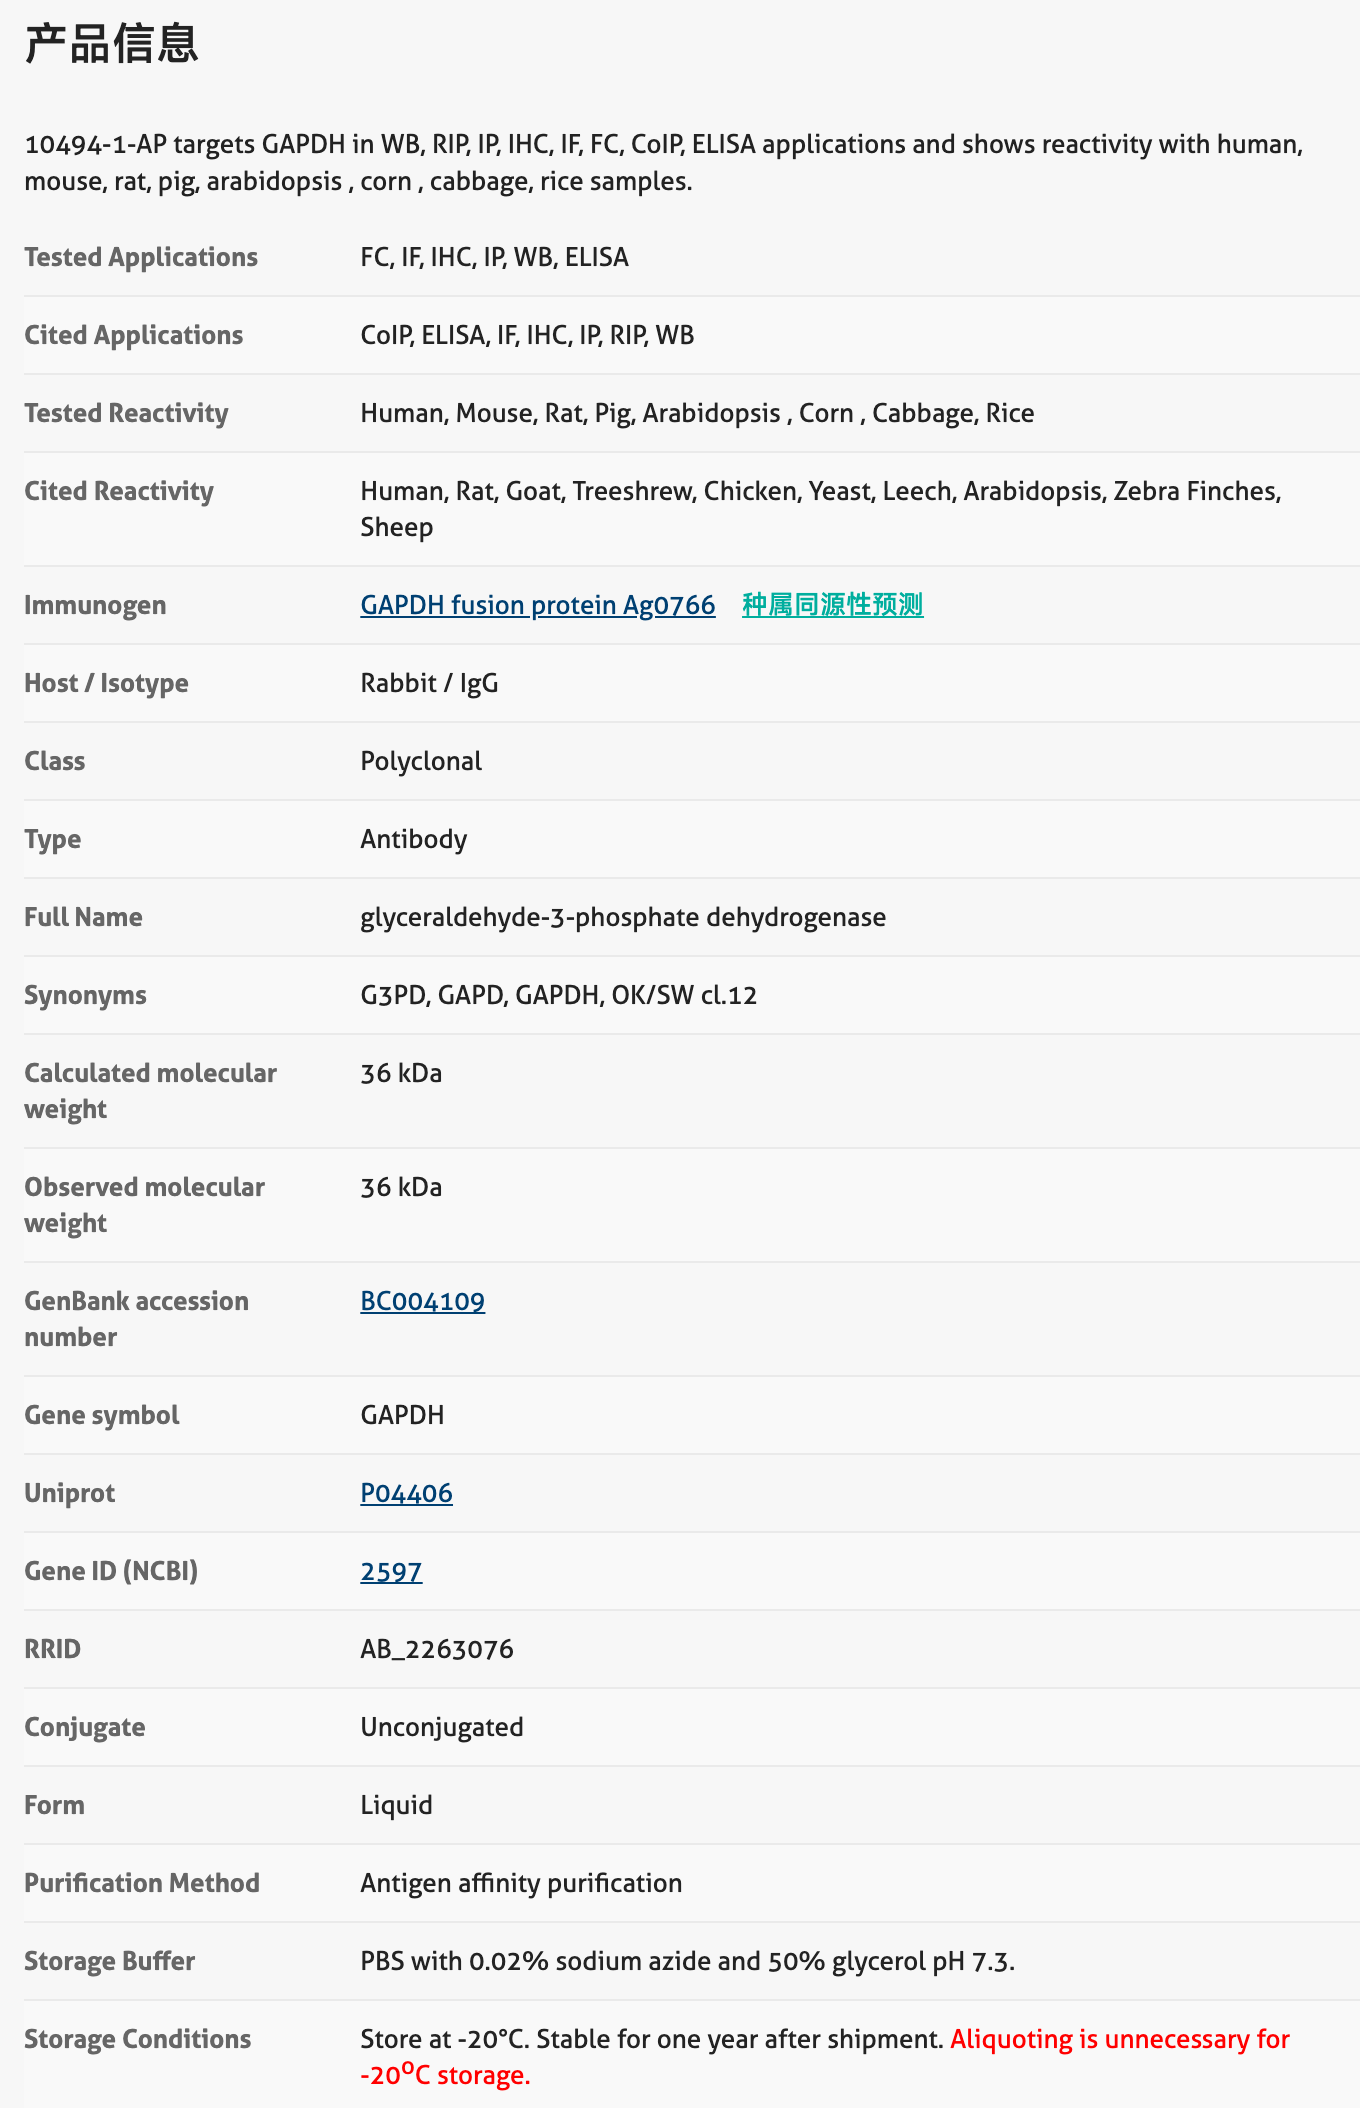 产品信息
10494-1-AP targets GAPDH in WB, RIP, IP, IHC, IF, FC, CoIP, ELISA applications and shows reactivity with human,
mouse, rat, pig, arabidopsis , corn , cabbage, rice samples.
Tested Applications FC, IF, IHC, IP, WB, ELISA
Cited Applications CoIP, ELISA, IF, IHC, IP, RIP, WB
Tested Reactivity Human, Mouse, Rat, Pig, Arabidopsis , Corn , Cabbage, Rice
Cited Reactivity Human, Rat, Goat, Treeshrew, Chicken, Yeast, Leech, Arabidopsis, Zebra Finches,
Sheep
Immunogen GAPDH fusion protein Ag0766 种属同源性预测
Host / Isotype Rabbit / IgG
Class Polyclonal
Type Antibody
Full Name glyceraldehyde-3-phosphate dehydrogenase
Synonyms G3PD, GAPD, GAPDH, OK/SW cl.12
Calculated molecular 36 kDa
weight
Observed molecular 36 kDa
weight
GenBank accession BC004109
number
Gene symbol GAPDH
Uniprot P04406
Gene ID (NCBI) 2597
RRID AB_2263076
Conjugate Unconjugated
Form Liquid
Purification Method Antigen affinity purification
Storage Buffer PBS with 0.02% sodium azide and 50% glycerol pH 7.3.
Storage Conditions Store at -20°C. Stable for one year after shipment. Aliquoting is unnecessary for
-20⁰C storage.